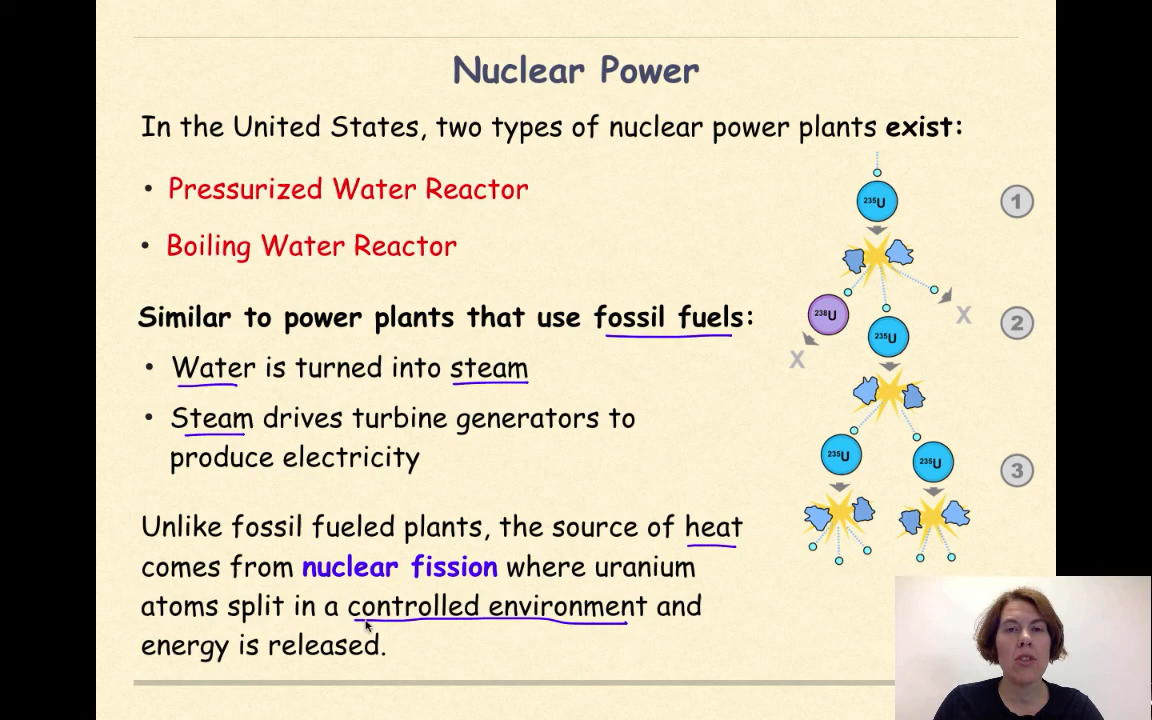 Nuclear Power
In the United States, two types of nuclear power plants exist:
• Pressurized Water Reactor
• Boiling Water Reactor
Similar to power plants that use fossil fuels:
• Water is turned into steam
• Steam drives turbine generators to
produce electricity
Unlike fossil fueled plants, the source of heat
comes from nuclear fission where uranium
atoms split in a controlled environment and
energy is released.
235U
1
238U
X
2
235U
X
235U
235U
3